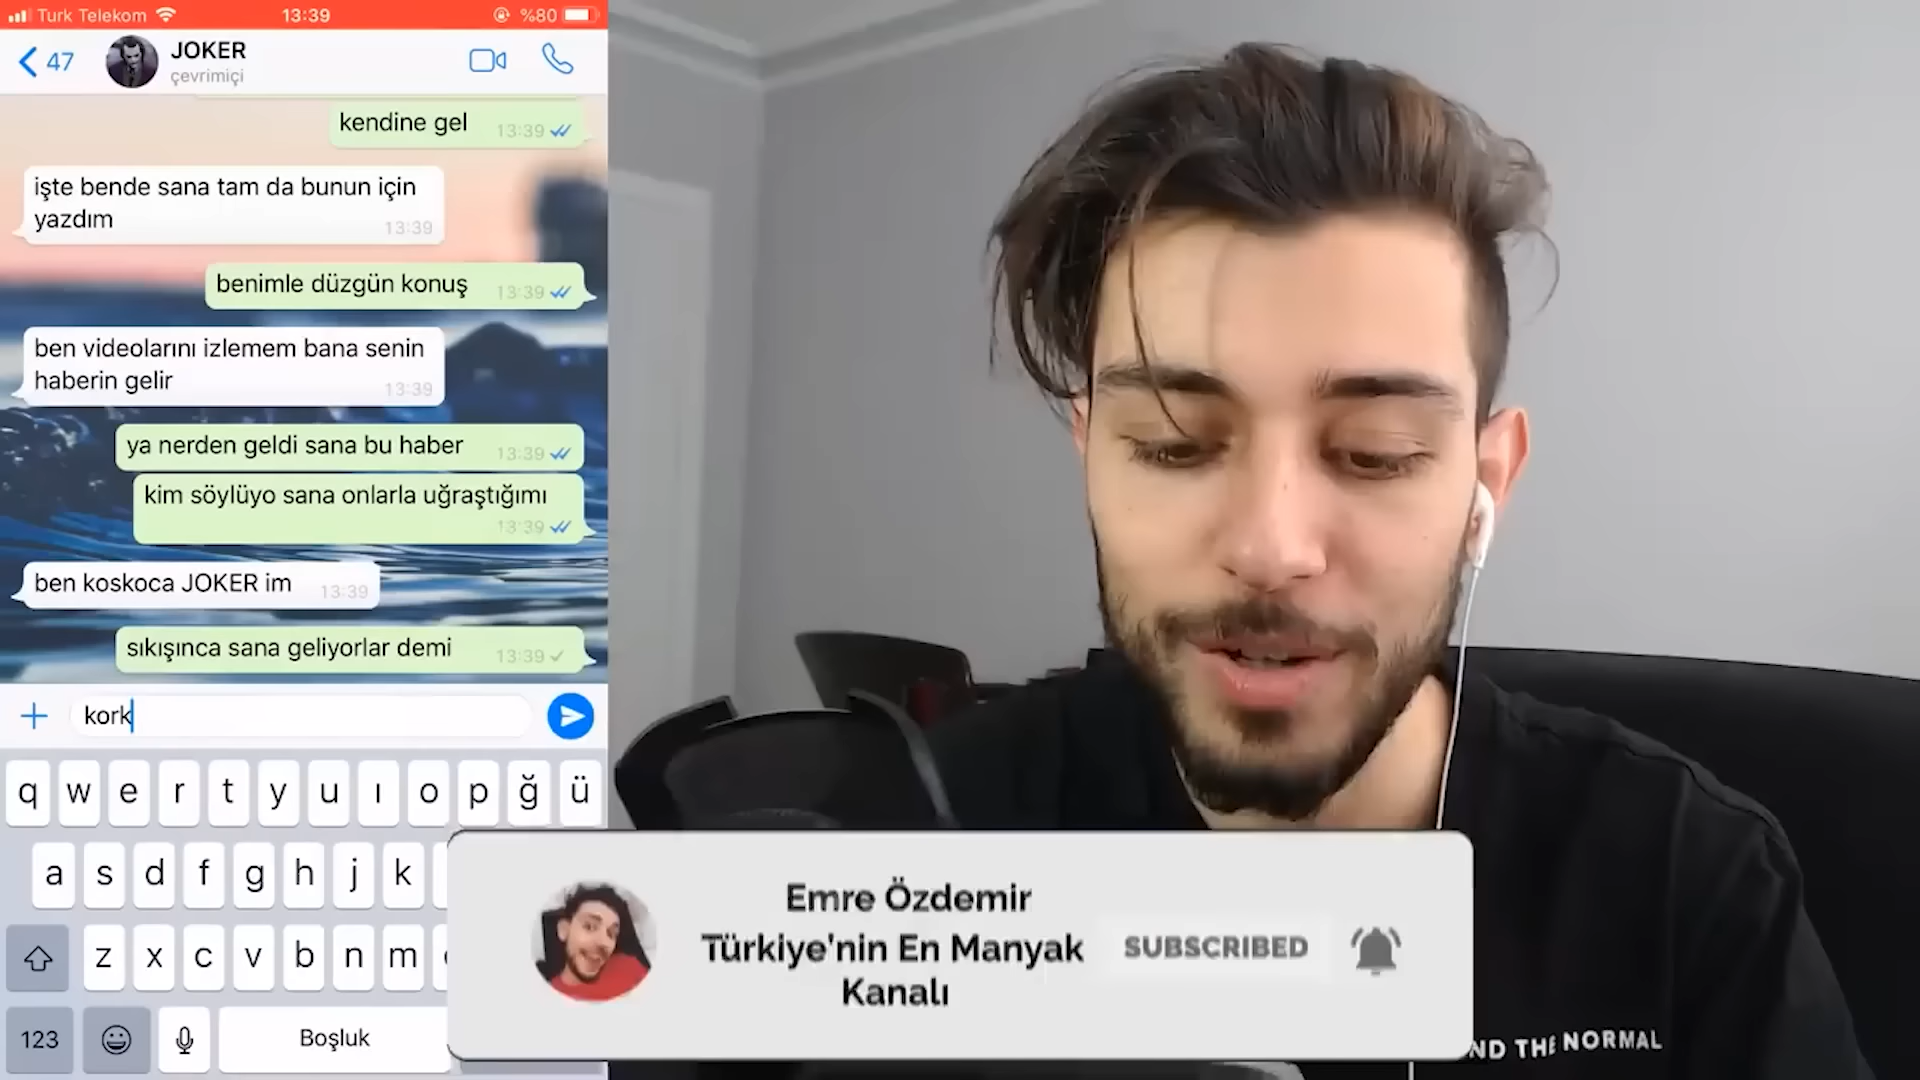 Turk Telekom
13:39
%80
47
JOKER
çevrimiçi
kendine gel
13:39
işte bende sana tam da bunun için
yazdım
13:39
benimle düzgün konuş
13:39
ben videolarını izlemem bana senin
haberin gelir
13:39
ya nerden geldi sana bu haber
13:39
kim söylüyo sana onlarla uğraştığımı
13:39
ben koskoca JOKER im
13:39
sıkışınca sana geliyorlar demi
13:39
kork
q w e r t y u ı o p ğ ü
a s d f g h j k
z x c v b n m
123
Boşluk
Emre Özdemir
Türkiye'nin En Manyak
Kanalı
SUBSCRIBED
ND THE NORMAL